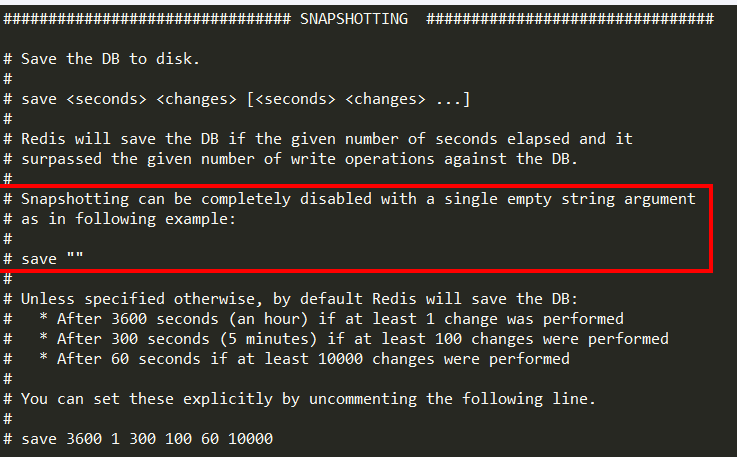 ################################ SNAPSHOTTING  ################################
# Save the DB to disk.
#
# save <seconds> <changes> [<seconds> <changes> ...]
#
# Redis will save the DB if the given number of seconds elapsed and it
# surpassed the given number of write operations against the DB.
#
# Snapshotting can be completely disabled with a single empty string argument
# as in following example:
#
# save ""
#
# Unless specified otherwise, by default Redis will save the DB:
#   * After 3600 seconds (an hour) if at least 1 change was performed
#   * After 300 seconds (5 minutes) if at least 100 changes were performed
#   * After 60 seconds if at least 10000 changes were performed
#
# You can set these explicitly by uncommenting the following line.
#
# save 3600 1 300 100 60 10000